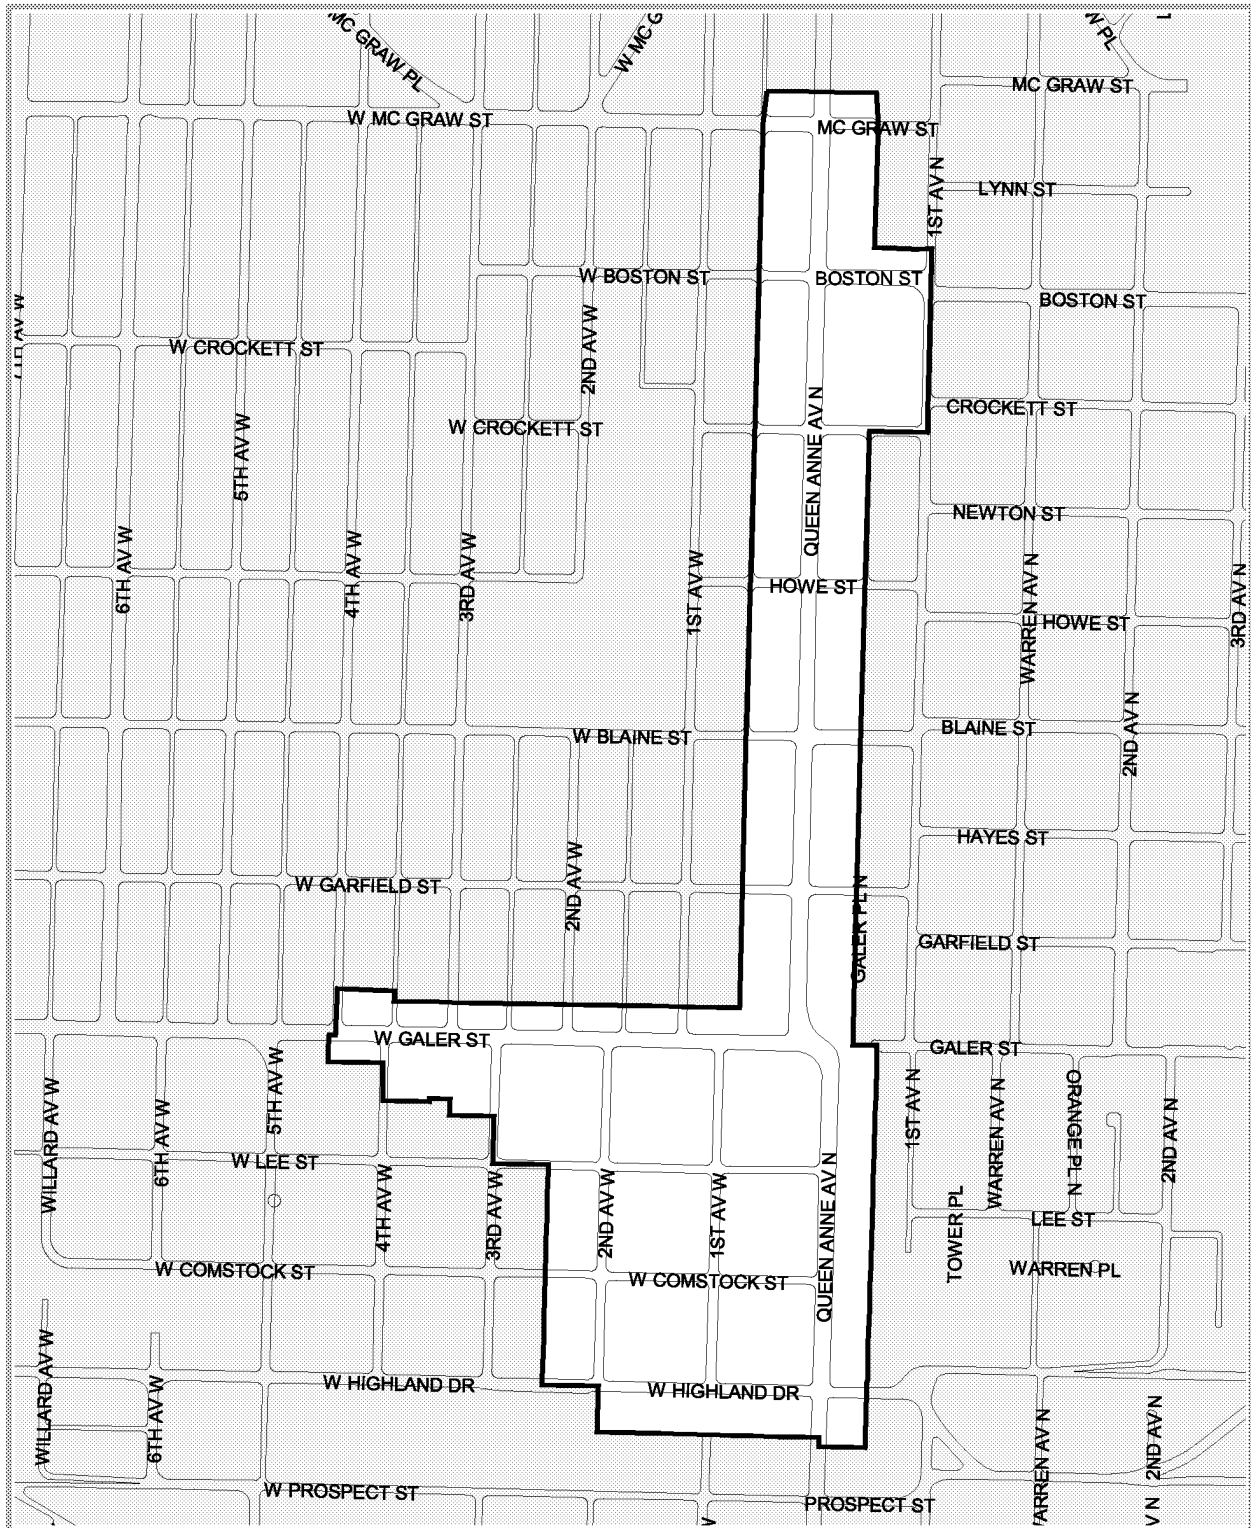 MC GRAW PL
W MC G
W PL
L
MC GRAW ST
W MC GRAW ST
MC GRAW ST
1ST AV N
LYNN ST
W BOSTON ST
BOSTON ST
BOSTON ST
2ND AV W
W CROCKETT ST
QUEEN ANNE AV N
CROCKETT ST
W CROCKETT ST
5TH AV W
NEWTON ST
6TH AV W
4TH AV W
3RD AV W
1ST AV W
HOWE ST
WARREN AV N
HOWE ST
3RD AV N
W BLAINE ST
BLAINE ST
2ND AV N
HAYES ST
2ND AV W
W GARFIELD ST
GALER PL N
GARFIELD ST
W GALER ST
GALER ST
WILLARD AV W
6TH AV W
5TH AV W
1ST AV N
WARREN AV N
ORANGE PL N
2ND AV N
W LEE ST
4TH AV W
3RD AV W
2ND AV W
1ST AV W
QUEEN ANNE AV N
TOWER PL
LEE ST
W COMSTOCK ST
W COMSTOCK ST
WARREN PL
WILLARD AV W
6TH AV W
W HIGHLAND DR
W HIGHLAND DR
ARREN AV N
2ND AV N
W PROSPECT ST
PROSPECT ST
ARREN AV N
V N
W